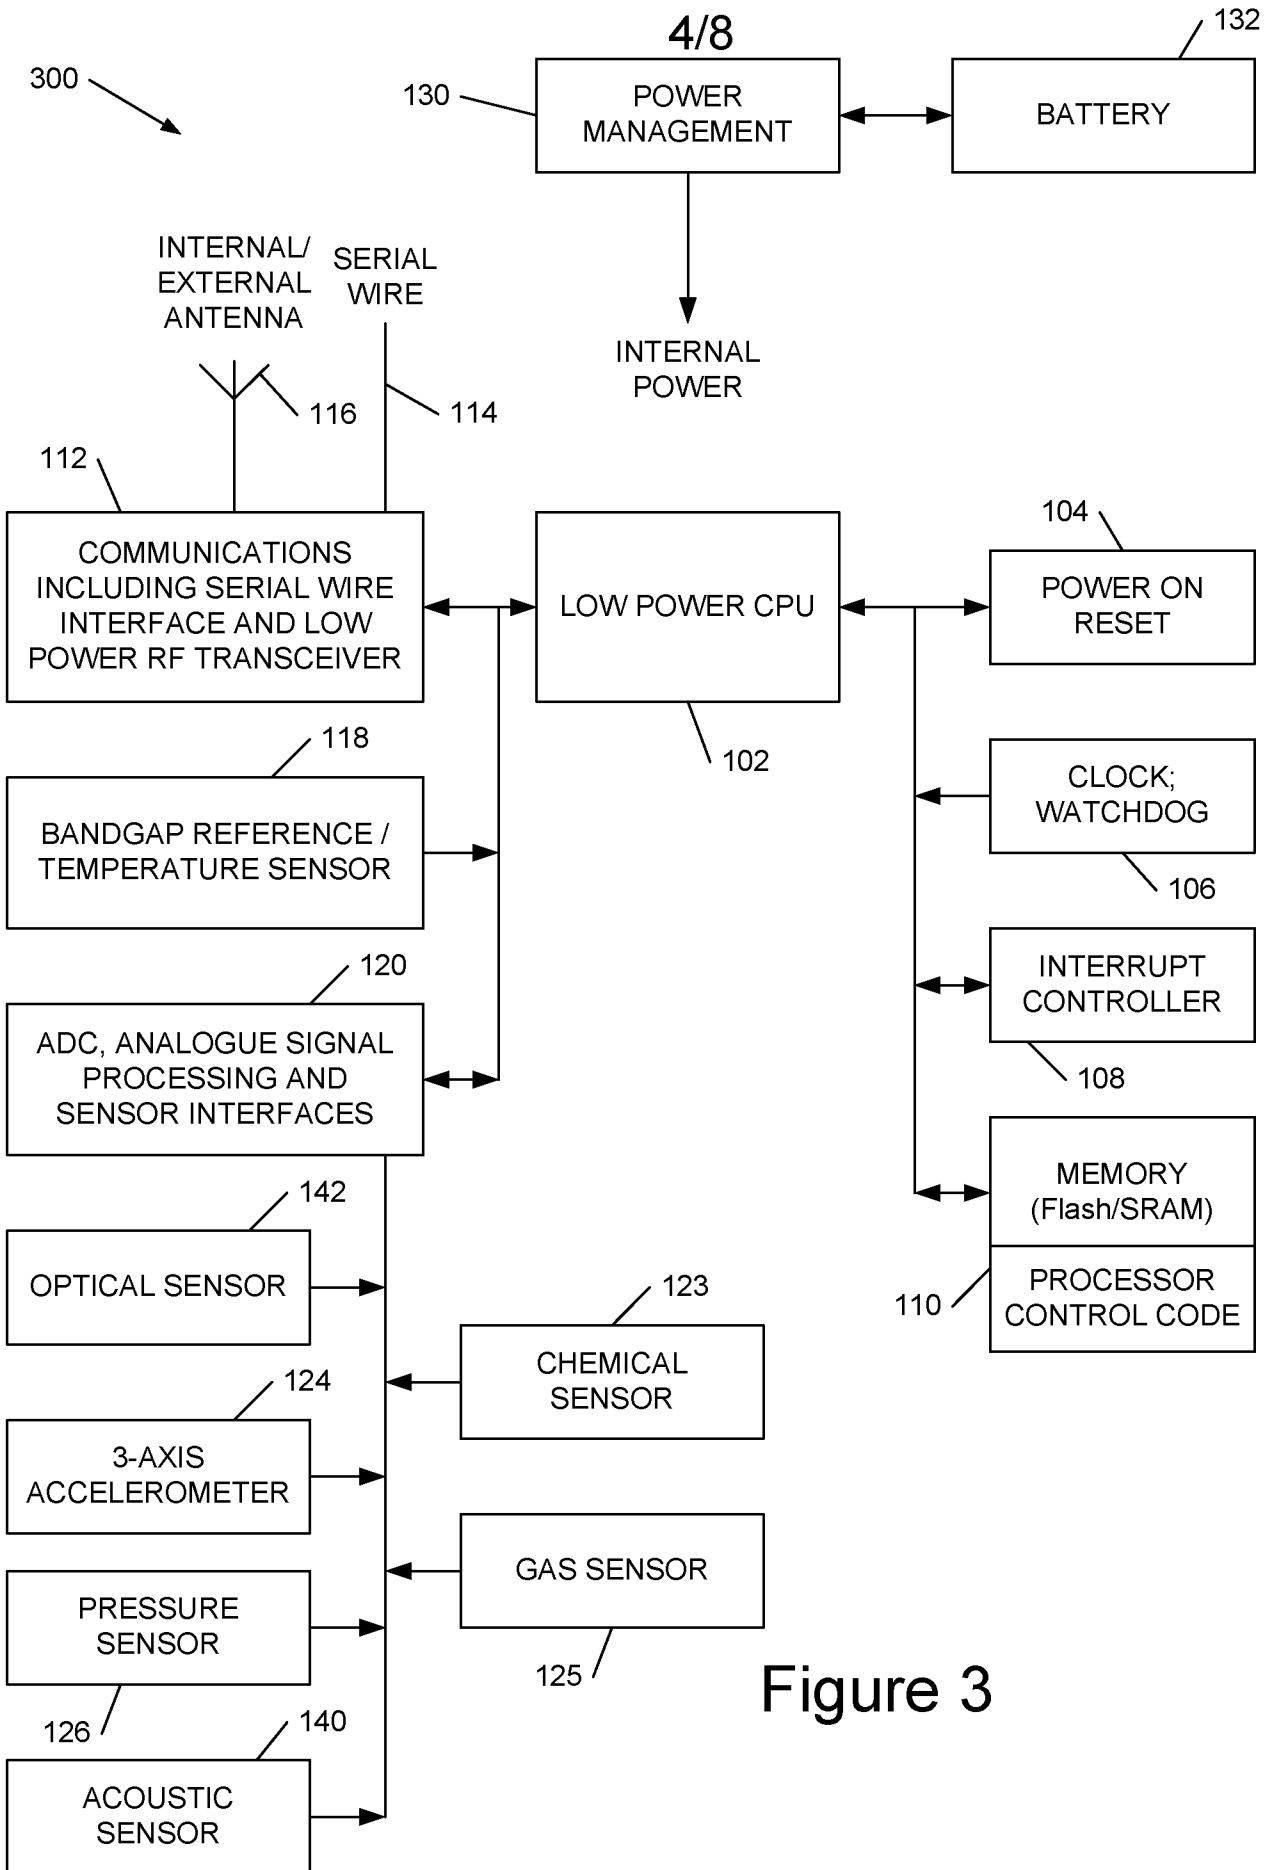 4/8
132
300
130
POWER
MANAGEMENT
BATTERY
INTERNAL/
EXTERNAL
ANTENNA
SERIAL
WIRE
INTERNAL
POWER
116
114
112
104
COMMUNICATIONS
INCLUDING SERIAL WIRE
INTERFACE AND LOW
POWER RF TRANSCEIVER
LOW POWER CPU
POWER ON
RESET
118
102
BANDGAP REFERENCE /
TEMPERATURE SENSOR
CLOCK;
WATCHDOG
106
120
ADC, ANALOGUE SIGNAL
PROCESSING AND
SENSOR INTERFACES
INTERRUPT
CONTROLLER
108
142
MEMORY
(Flash/SRAM)
OPTICAL SENSOR
123
110
PROCESSOR
CONTROL CODE
CHEMICAL
SENSOR
124
3-AXIS
ACCELEROMETER
GAS SENSOR
125
PRESSURE
SENSOR
126
140
ACOUSTIC
SENSOR
Figure 3